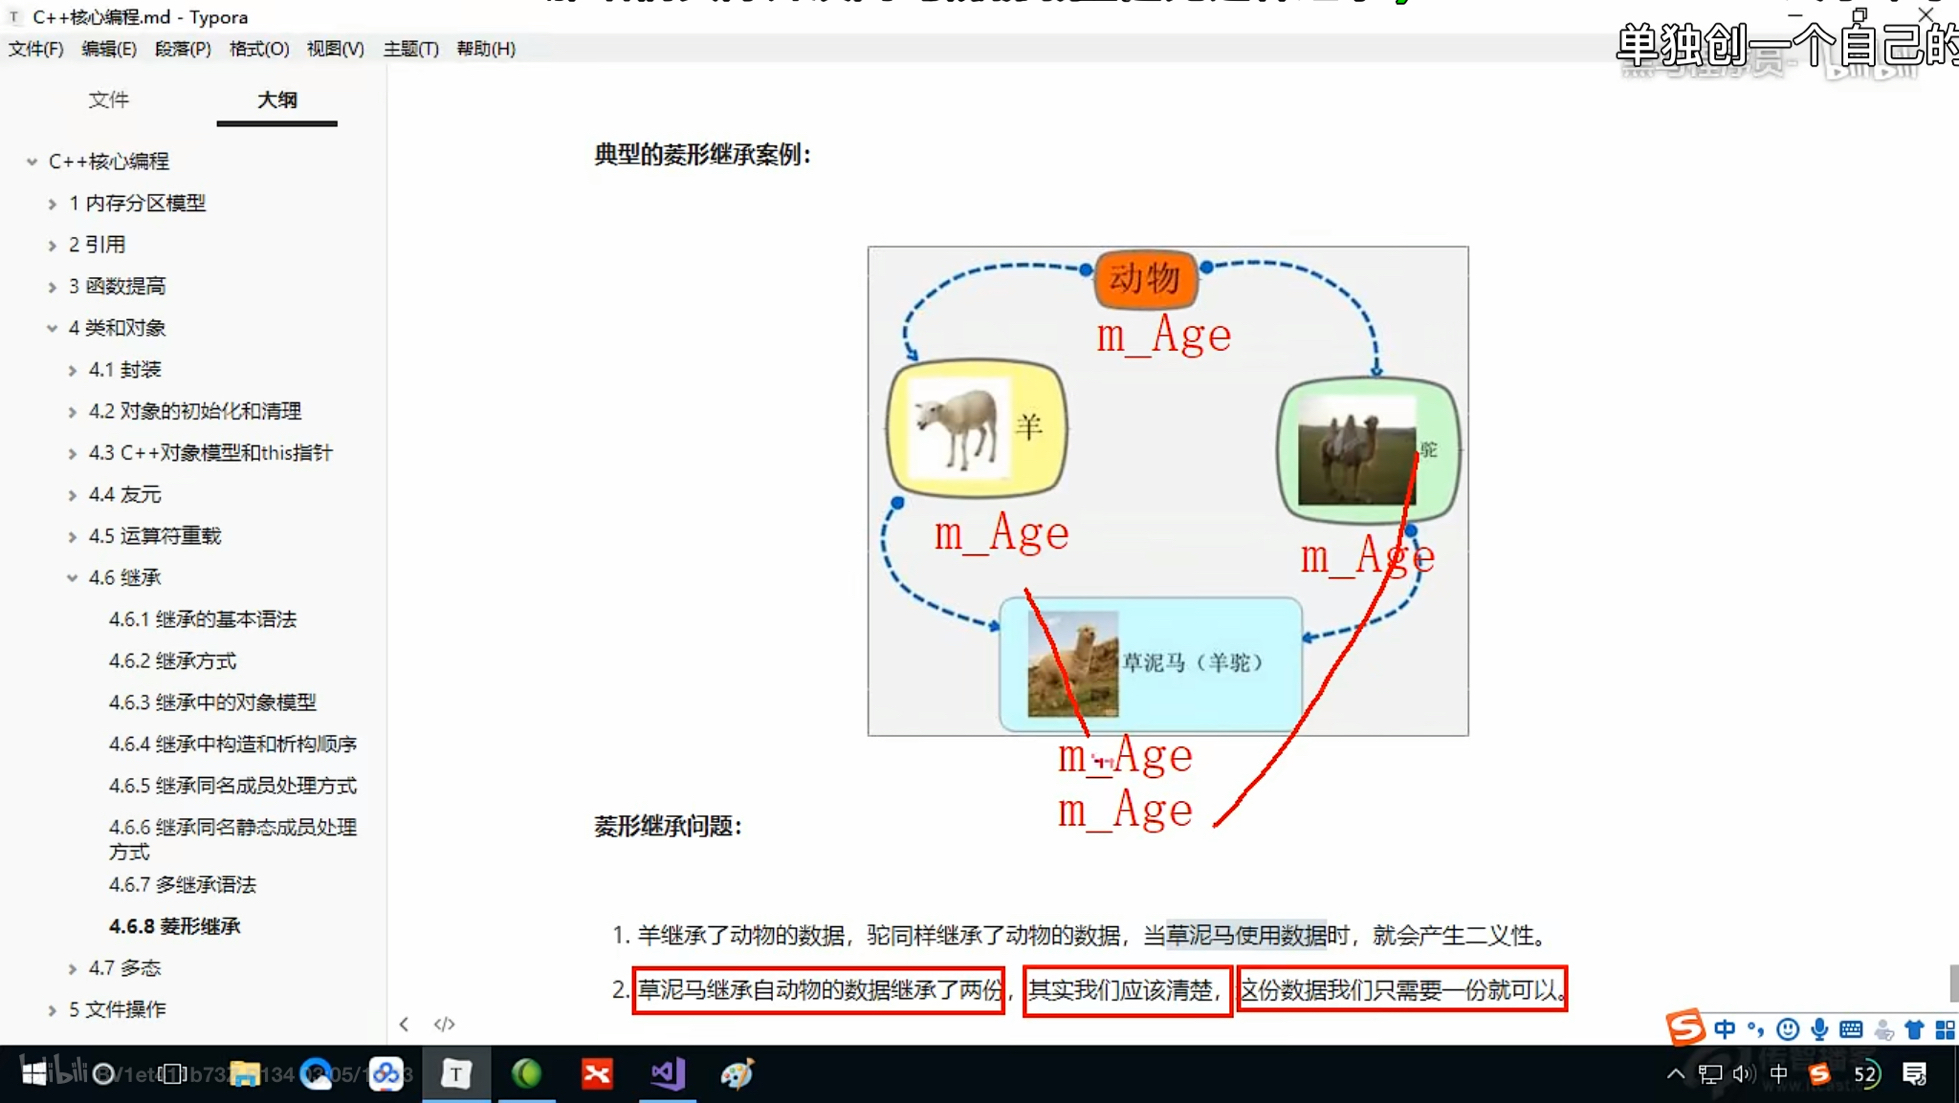 C++核心编程.md - Typora
单独创一个自己的
文件(F) 编辑(E) 段落(P) 格式(O) 视图(V) 主题(T) 帮助(H)
文件 大纲
C++核心编程
1 内存分区模型
2 引用
3 函数提高
4 类和对象
4.1 封装
4.2 对象的初始化和清理
4.3 C++对象模型和this指针
4.4 友元
4.5 运算符重载
4.6 继承
4.6.1 继承的基本语法
4.6.2 继承方式
4.6.3 继承中的对象模型
4.6.4 继承中构造和析构顺序
4.6.5 继承同名成员处理方式
4.6.6 继承同名静态成员处理
方式
4.6.7 多继承语法
4.6.8 菱形继承
4.7 多态
5 文件操作
典型的菱形继承案例：
动物
m_Age
羊
驼
m_Age
m_Age
草泥马（羊驼）
m_Age
m_Age
菱形继承问题：
1. 羊继承了动物的数据，驼同样继承了动物的数据，当草泥马使用数据时，就会产生二义性。
2. 草泥马继承自动物的数据继承了两份，其实我们应该清楚，这份数据我们只需要一份就可以。
中
中
52